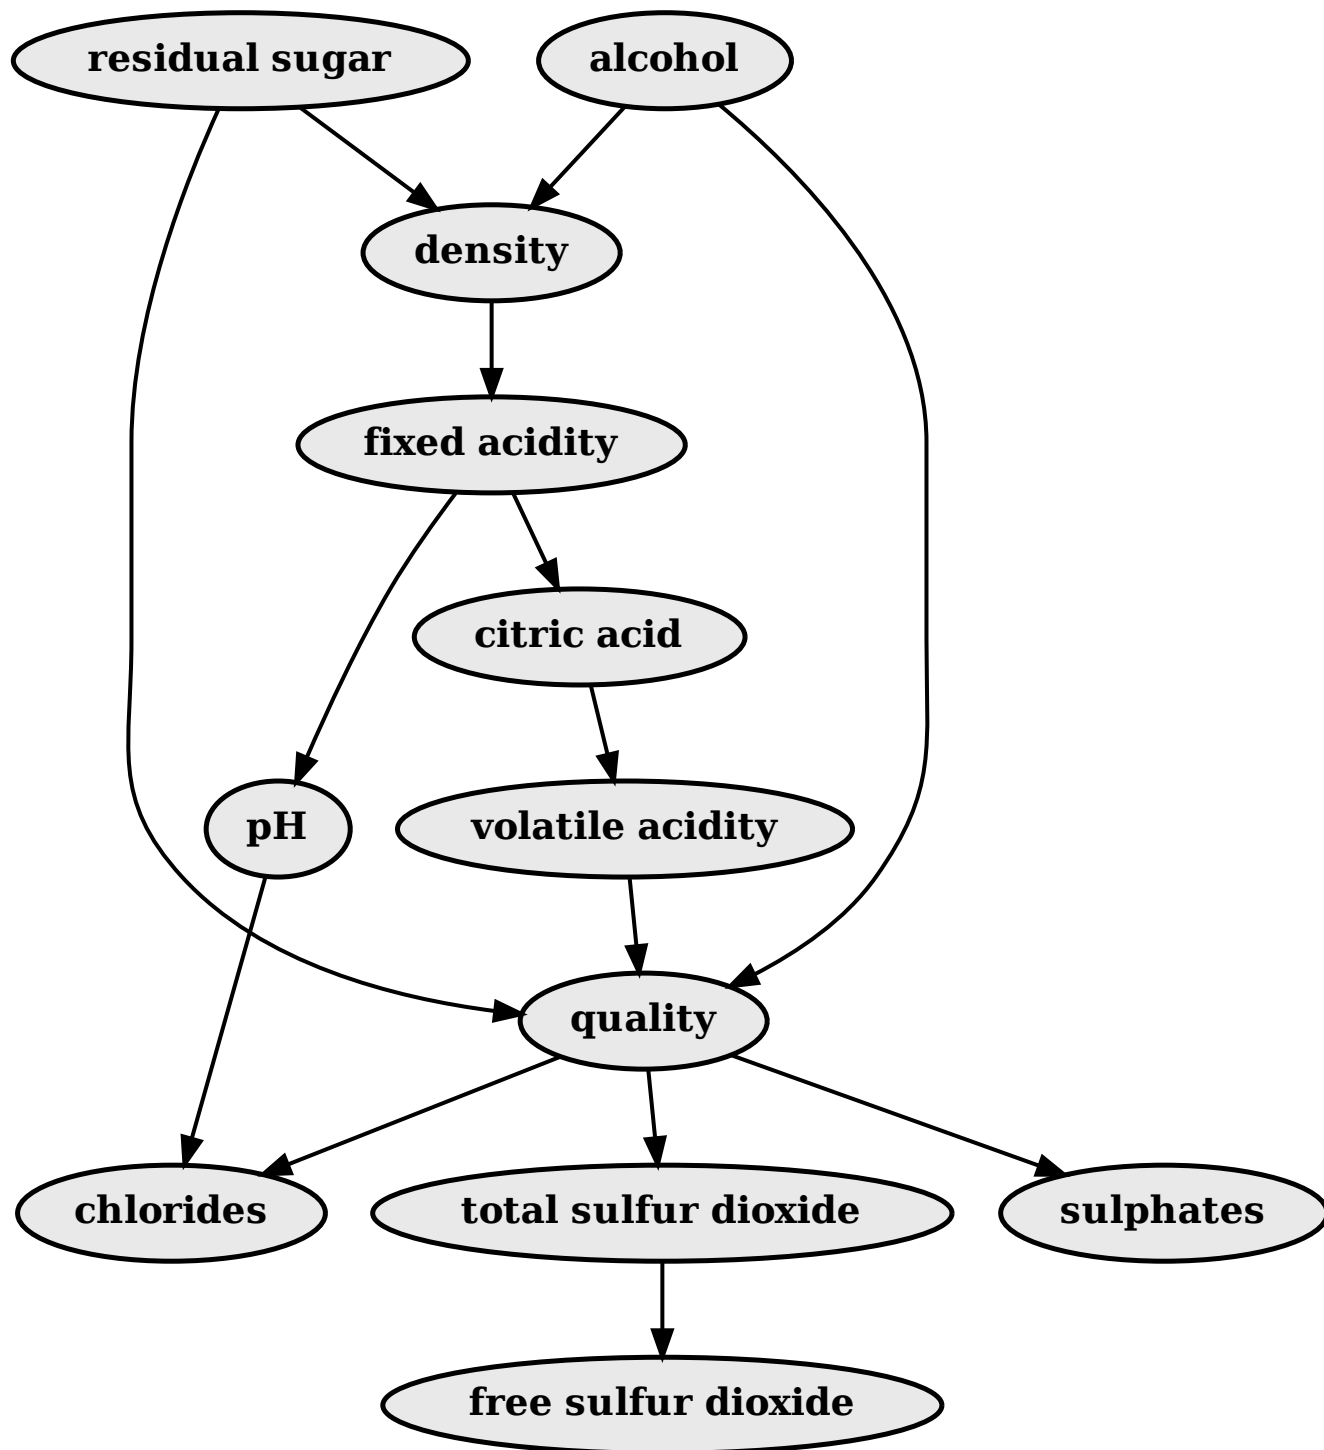 residual sugar
alcohol
density
fixed acidity
citric acid
pH
volatile acidity
quality
chlorides
total sulfur dioxide
sulphates
free sulfur dioxide